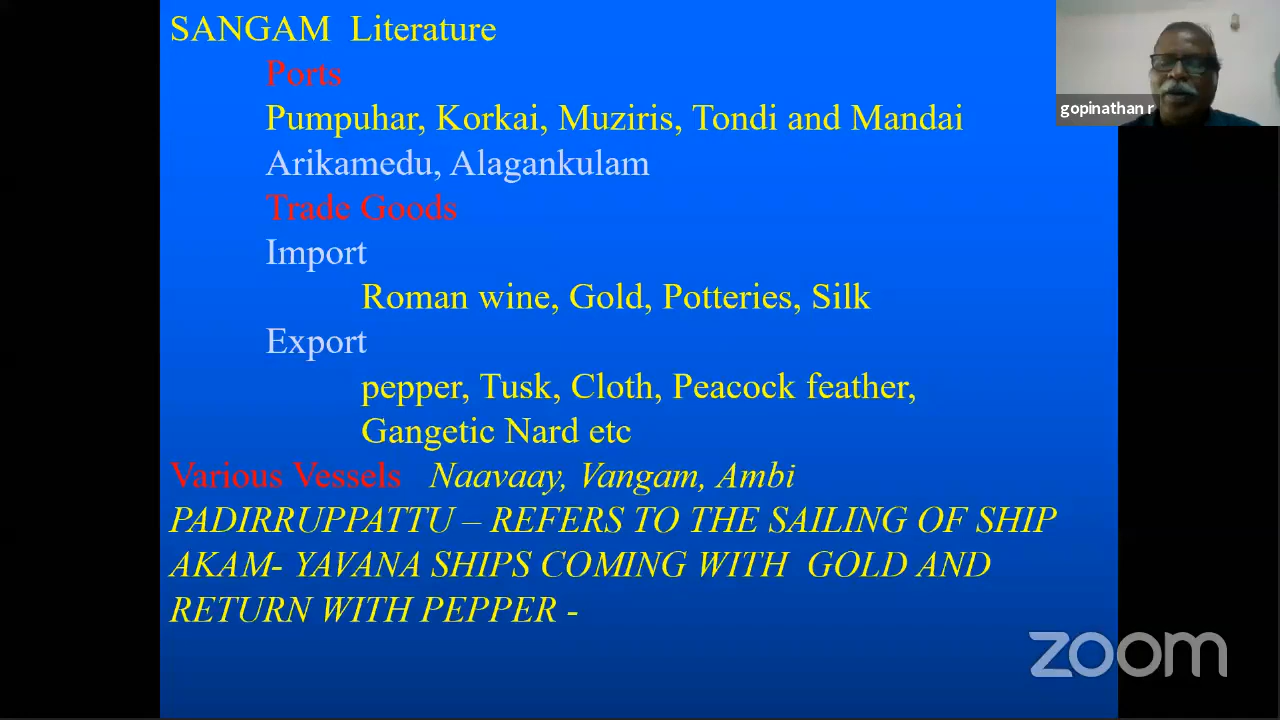 SANGAM Literature
Ports
Pumpuhar, Korkai, Muziris, Tondi and Mandai
Arikamedu, Alagankulam
Trade Goods
Import
Roman wine, Gold, Potteries, Silk
Export
pepper, Tusk, Cloth, Peacock feather,
Gangetic Nard etc
Various Vessels Naavaay, Vangam, Ambi
PADIRRUPPATTU – REFERS TO THE SAILING OF SHIP
AKAM- YAVANA SHIPS COMING WITH GOLD AND
RETURN WITH PEPPER -
gopinathan r
zoom